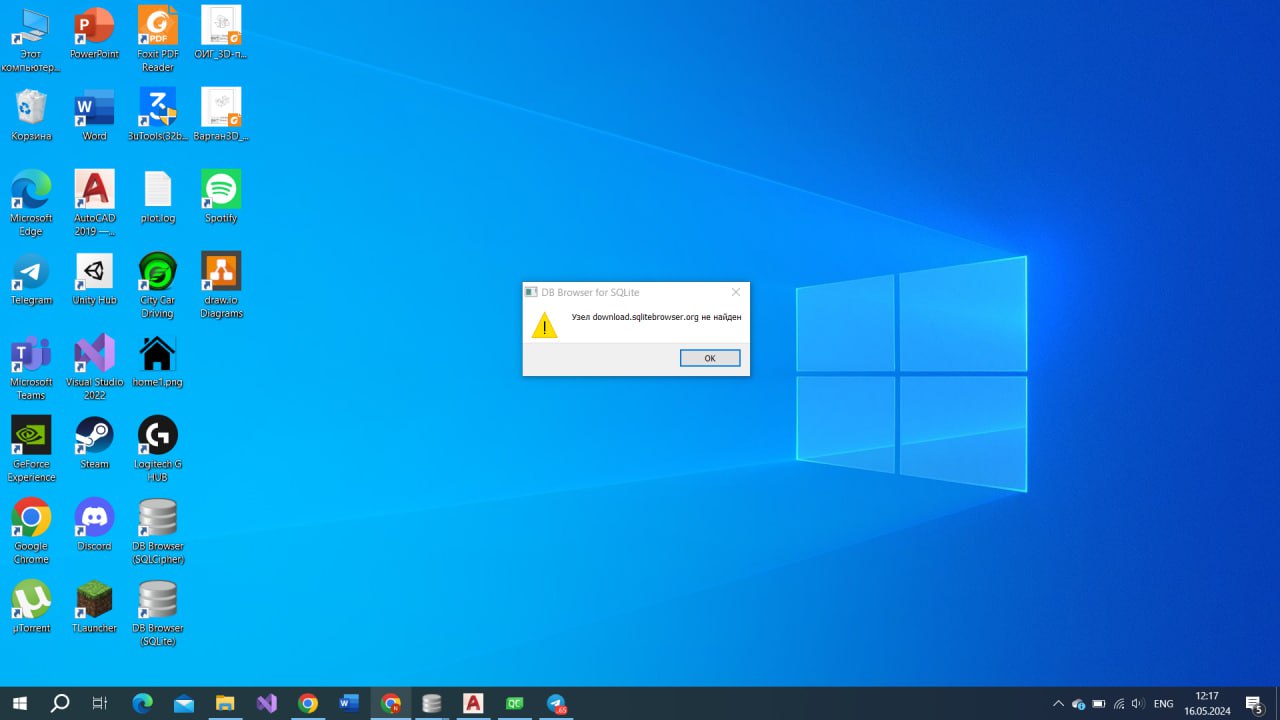 Этот
компьютер...
PowerPoint
Foxit PDF
Reader
ОИГ_3D-п...
Корзина
Word
3uTools(32b...
Варган3D_...
Microsoft
Edge
AutoCAD
2019 —...
plot.log
Spotify
Telegram
Unity Hub
City Car
Driving
draw.io
Diagrams
Microsoft
Teams
Visual Studio
2022
home1.png
GeForce
Experience
Steam
Logitech G
HUB
Google
Chrome
Discord
DB Browser
(SQLCipher)
µTorrent
TLauncher
DB Browser
(SQLite)
DB Browser for SQLite
Узел download.sqlitebrowser.org не найден
OK
ENG
12:17
16.05.2024
5